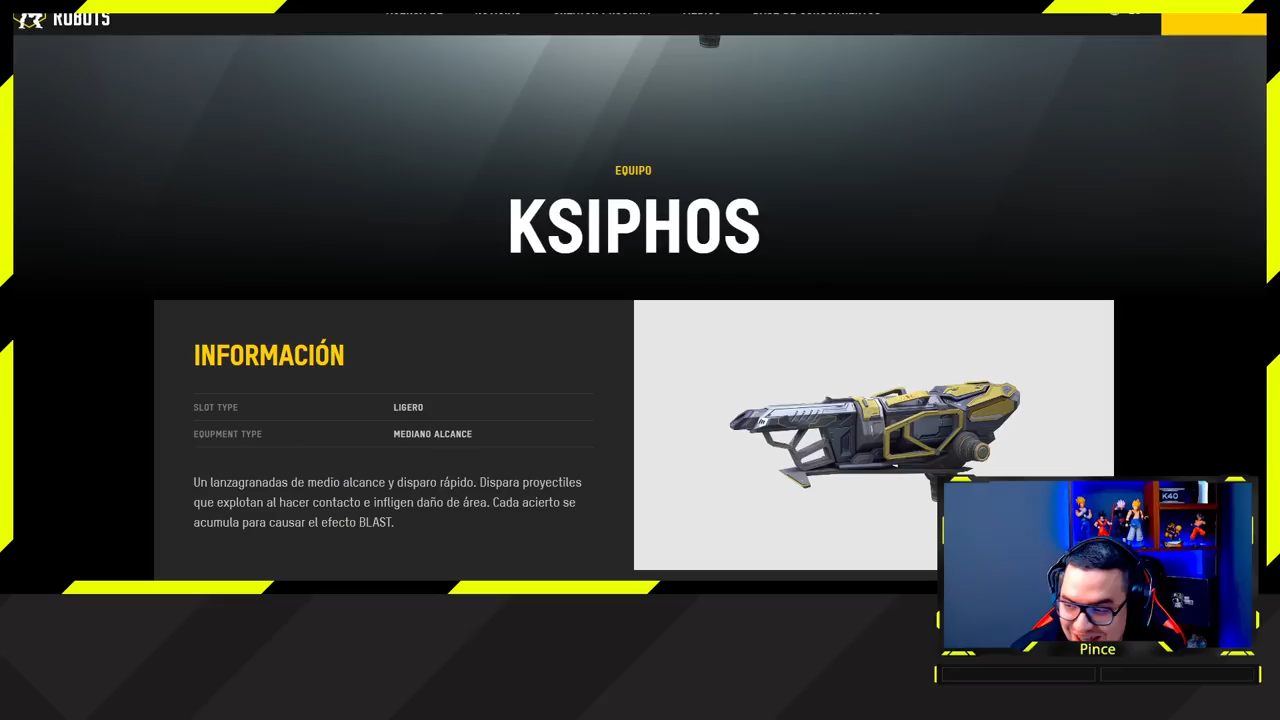 ROBOTS
EQUIPO
KSIPHOS
INFORMACIÓN
SLOT TYPE LIGERO
EQUPMENT TYPE MEDIANO ALCANCE
Un lanzagranadas de medio alcance y disparo rápido. Dispara proyectiles
que explotan al hacer contacto e infligen daño de área. Cada acierto se
acumula para causar el efecto BLAST.
K40
Pince